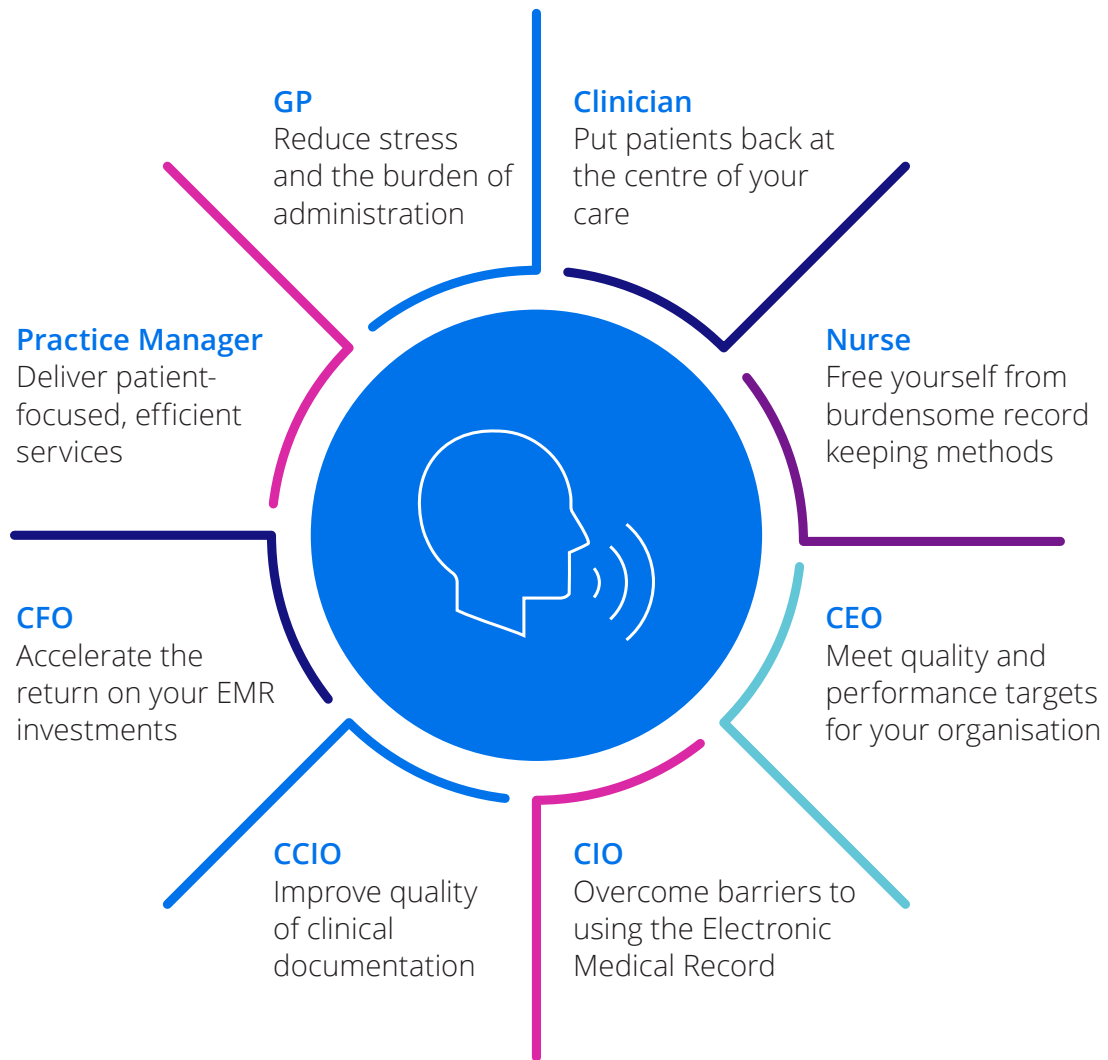 GP
Reduce stress
and the burden of
administration
Clinician
Put patients back at
the centre of your
care
Practice Manager
Deliver patient-
focused, efficient
services
Nurse
Free yourself from
burdensome record
keeping methods
CFO
Accelerate the
return on your EMR
investments
CEO
Meet quality and
performance targets
for your organisation
CCIO
Improve quality
of clinical
documentation
CIO
Overcome barriers to
using the Electronic
Medical Record